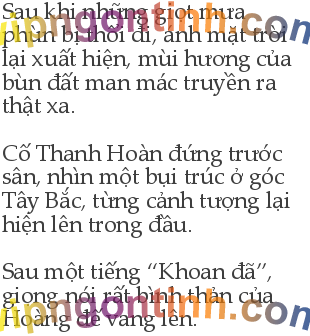 Sau khi những giọt mưa
phùn bị thổi đi, ánh mặt trời
lại xuất hiện, mùi hương của
bùn đất man mác truyền ra
thật xa.
Cố Thanh Hoàn đứng trước
sân, nhìn một bụi trúc ở góc
Tây Bắc, từng cảnh tượng lại
hiện lên trong đầu.
Sau một tiếng “Khoan đã”,
giọng nói rất bình thản của
Hoàng đế vang lên.